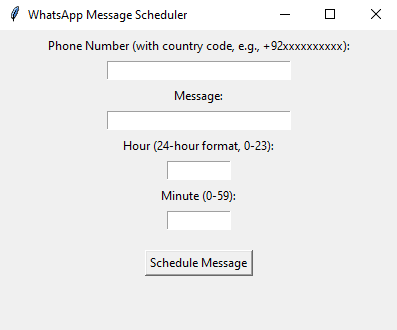 WhatsApp Message Scheduler
Phone Number (with country code, e.g., +92xxxxxxxxxx):
Message:
Hour (24-hour format, 0-23):
Minute (0-59):
Schedule Message